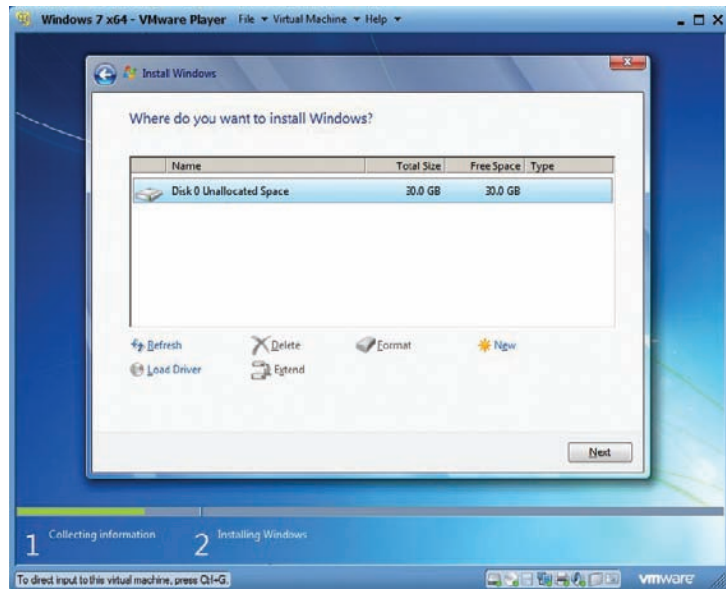 Windows 7 x64 - VMware Player File Virtual Machine Help
Install Windows
Where do you want to install Windows?
Name Total Size Free Space Type
Disk 0 Unallocated Space 30.0 GB 30.0 GB
Refresh Delete Format New
Load Driver Extend
Next
1 Collecting information 2 Installing Windows
To direct input to this virtual machine, press Ctrl+G. vmware